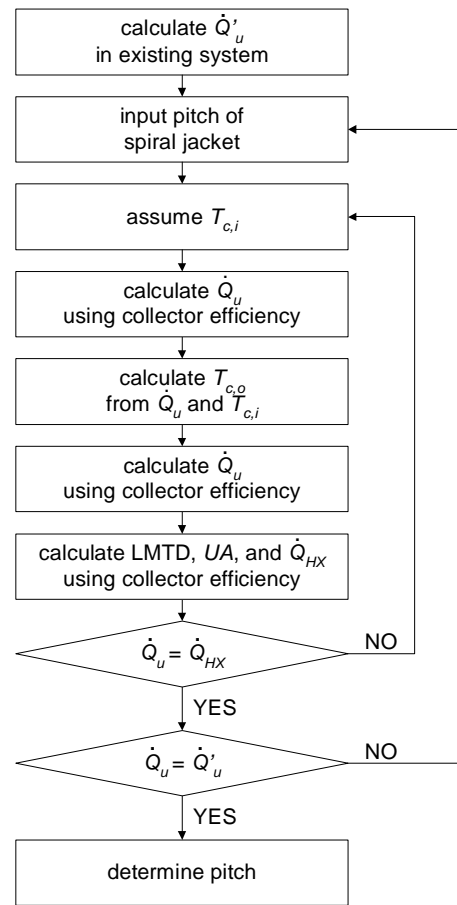 calculate Q̇'u
in existing system
input pitch of
spiral jacket
assume Tc,i
calculate Q̇u
using collector efficiency
calculate Tc,o
from Q̇u and Tc,i
calculate Q̇u
using collector efficiency
calculate LMTD, UA, and Q̇HX
using collector efficiency
Q̇u = Q̇HX
NO
YES
Q̇u = Q̇'u
NO
YES
determine pitch